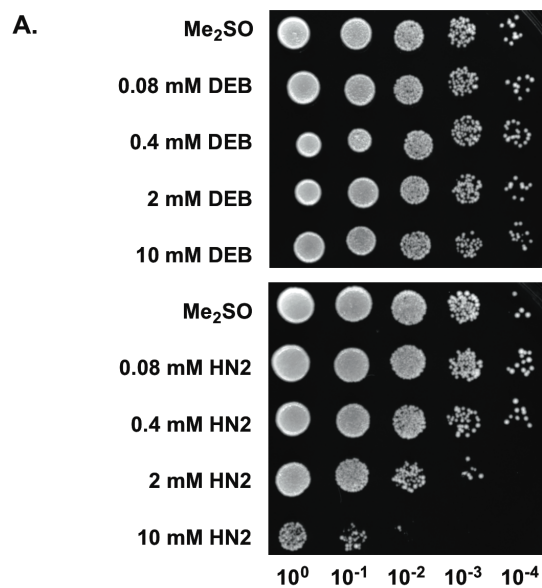 A.
Me₂SO
0.08 mM DEB
0.4 mM DEB
2 mM DEB
10 mM DEB
Me₂SO
0.08 mM HN2
0.4 mM HN2
2 mM HN2
10 mM HN2
10⁰ 10⁻¹ 10⁻² 10⁻³ 10⁻⁴